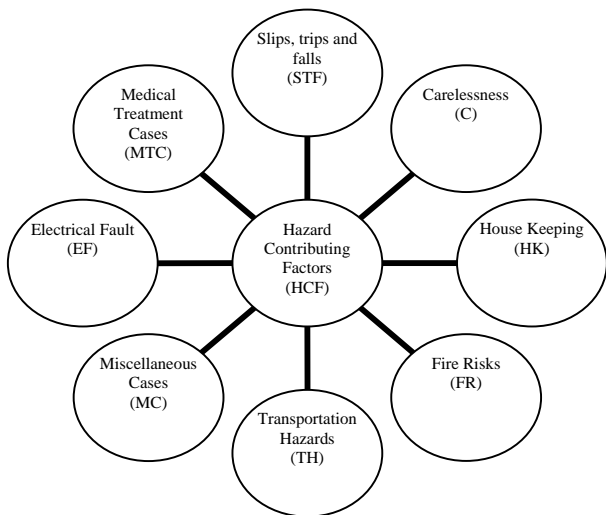 Slips, trips and
falls
(STF)
Medical
Treatment
Cases
(MTC)
Carelessness
(C)
Electrical Fault
(EF)
Hazard
Contributing
Factors
(HCF)
House Keeping
(HK)
Miscellaneous
Cases
(MC)
Fire Risks
(FR)
Transportation
Hazards
(TH)